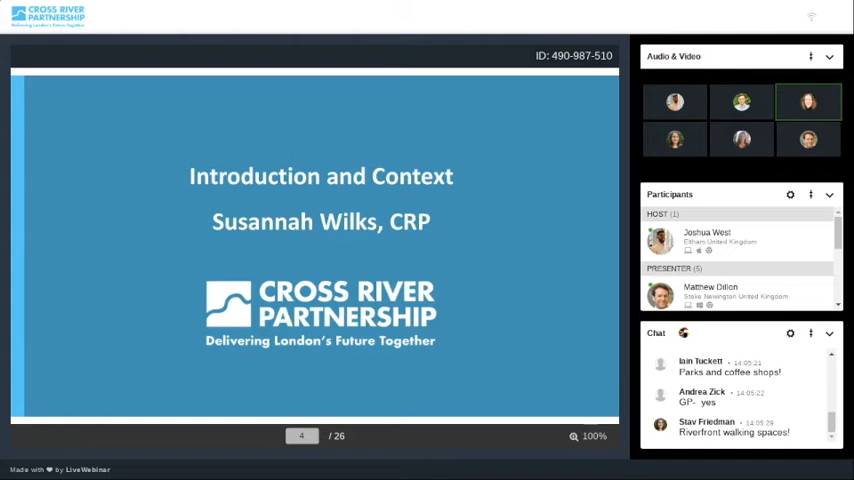 CROSS RIVER
PARTNERSHIP
Delivering London's Future Together
ID: 490-987-510
Introduction and Context
Susannah Wilks, CRP
CROSS RIVER
PARTNERSHIP
Delivering London's Future Together
4 / 26
100%
Made with ❤ by LiveWebinar
Audio & Video
Participants
HOST (1)
Joshua West
Eltham United Kingdom
PRESENTER (5)
Matthew Dillon
Stoke Newington United Kingdom
Chat
Iain Tuckett • 14:05:21
Parks and coffee shops!
Andrea Zick • 14:05:22
GP- yes
Stav Friedman • 14:05:29
Riverfront walking spaces!